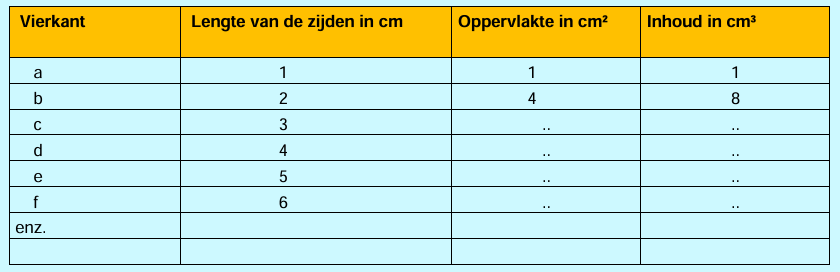 Vierkant Lengte van de zijden in cm Oppervlakte in cm² Inhoud in cm³
a 1 1 1
b 2 4 8
c 3 .. ..
d 4 .. ..
e 5 .. ..
f 6 .. ..
enz.